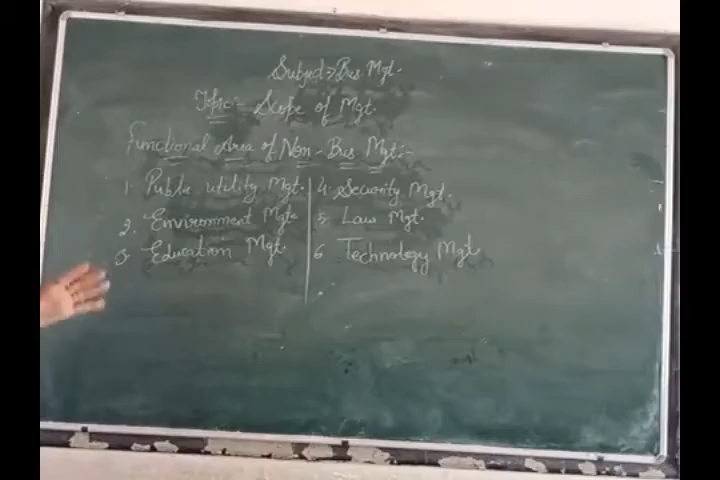 Subject⇒ Bus. Mgt.
Topic:- Scope of Mgt.
Functional Area of Non-Bus. Mgt:-
1. Public utility Mgt.
2. Environment Mgt.
3. Education Mgt.
4. Security Mgt.
5. Law Mgt.
6 Technology Mgt